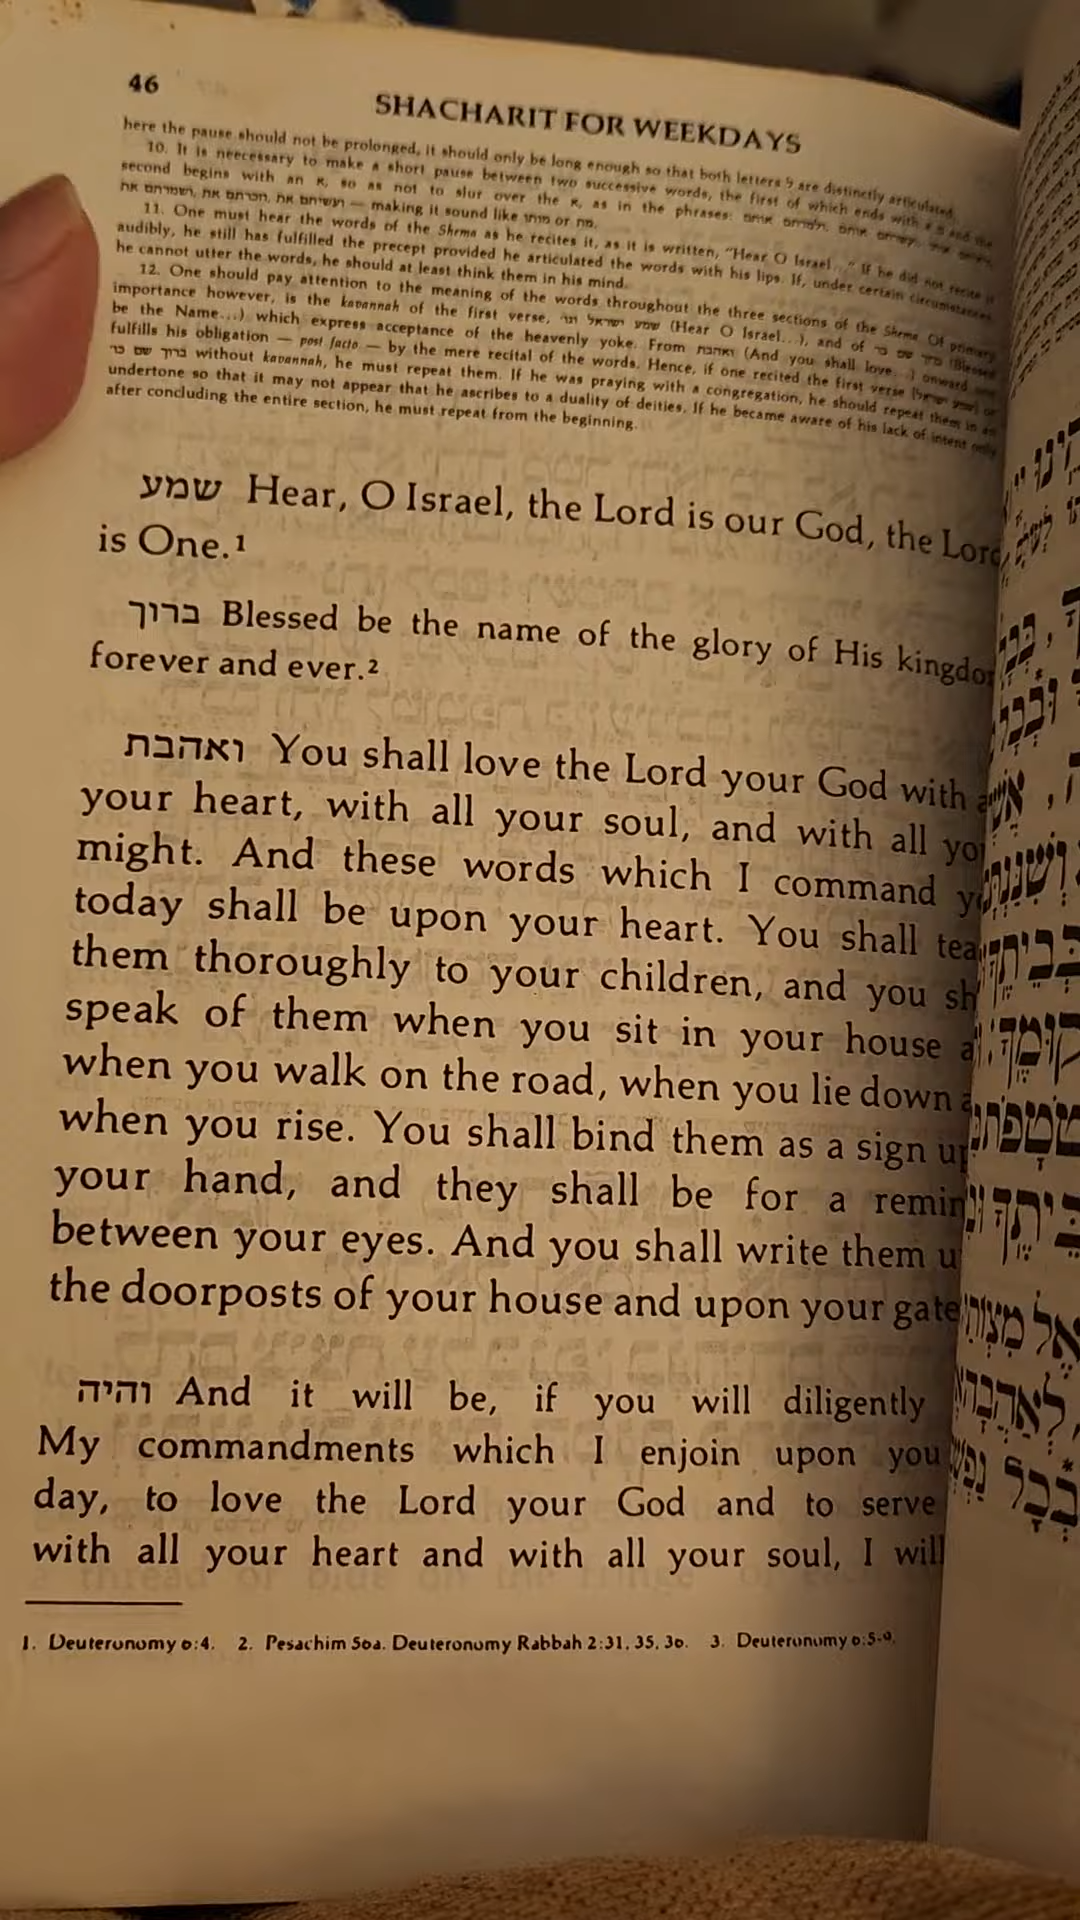 46
SHACHARIT FOR WEEKDAYS
here the pause should not be prolonged, it should only be long enough so that both letters ל are distinctly articulated.
10. It is neecessary to make a short pause between two successive words, the first of which ends with a ם and the
second begins with an א, so as not to slur over the א, as in the phrases:
— making it sound like
11. One must hear the words of the Shema as he recites it, as it is written, "Hear O Israel..." If he did not recite it
audibly, he still has fulfilled the precept provided he articulated the words with his lips. If, under certain circumstances,
he cannot utter the words, he should at least think them in his mind.
12. One should pay attention to the meaning of the words throughout the three sections of the Shema. Of primary
importance however, is the kavannah of the first verse, שמע ישראל וגו' (Hear O Israel...), and of ברוך שם כו' (Blessed
be the Name...) which express acceptance of the heavenly yoke. From ואהבת (And you shall love...) onward one
fulfills his obligation — post facto — by the mere recital of the words. Hence, if one recited the first verse (שמע ישראל) or
ברוך שם כו' without kavannah, he must repeat them. If he was praying with a congregation, he should repeat them in an
undertone so that it may not appear that he ascribes to a duality of deities. If he became aware of his lack of intent only
after concluding the entire section, he must repeat from the beginning.
שמע Hear, O Israel, the Lord is our God, the Lord
is One.¹
ברוך Blessed be the name of the glory of His kingdom
forever and ever.²
ואהבת You shall love the Lord your God with
your heart, with all your soul, and with all
might. And these words which I command
today shall be upon your heart. You shall
them thoroughly to your children, and you
speak of them when you sit in your house
when you walk on the road, when you lie down
when you rise. You shall bind them as a sign
your hand, and they shall be for a
between your eyes. And you shall write them
the doorposts of your house and upon your gate
והיה And it will be, if you will diligently
My commandments which I enjoin upon you
day, to love the Lord your God and to serve
with all your heart and with all your soul, I will
1. Deuteronomy 6:4. 2. Pesachim 56a. Deuteronomy Rabbah 2:31, 35, 36. 3. Deuteronomy 6:5-9.